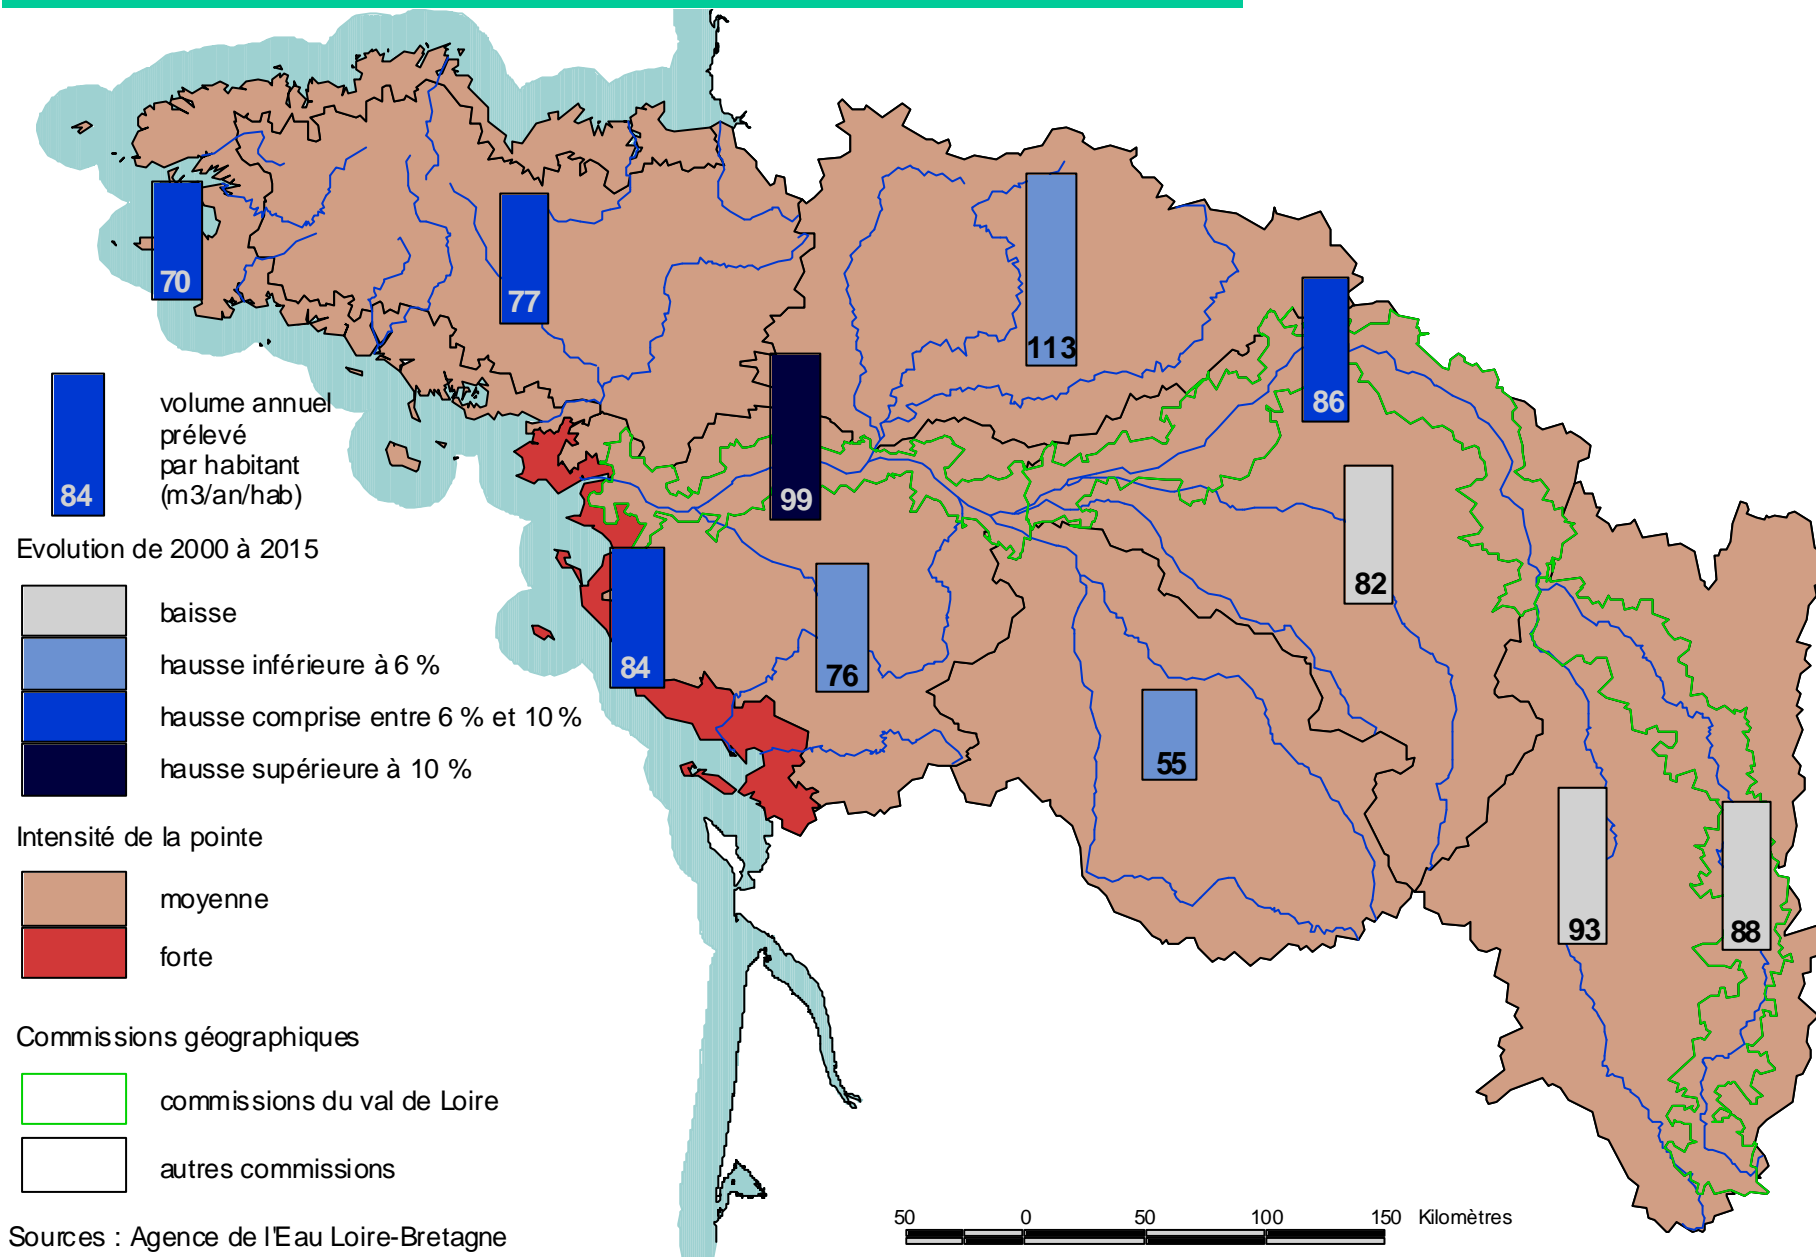 70
77
113
86
99
82
84
76
55
93
88
84
volume annuel
prélevé
par habitant
(m3/an/hab)
Evolution de 2000 à 2015
baisse
hausse inférieure à 6 %
hausse comprise entre 6 % et 10 %
hausse supérieure à 10 %
Intensité de la pointe
moyenne
forte
Commissions géographiques
commissions du val de Loire
autres commissions
Sources : Agence de l'Eau Loire-Bretagne
50 0 50 100 150 Kilomètres